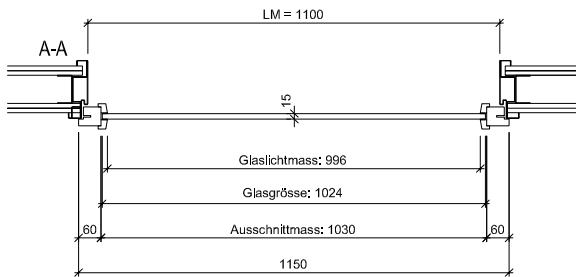 LM = 1100
A-A
15
Glaslichtmass: 996
Glasgrösse: 1024
60 Ausschnittmass: 1030 60
1150